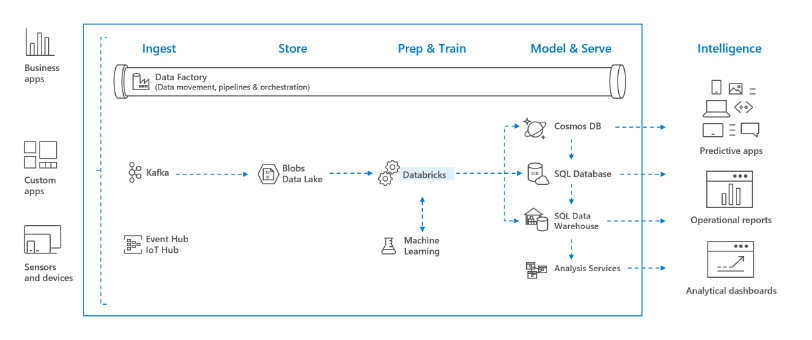 Ingest
Store
Prep & Train
Model & Serve
Intelligence
Business
apps
Data Factory
(Data movement, pipelines & orchestration)
Cosmos DB
Predictive apps
Custom
apps
Kafka
Blobs
Data Lake
Databricks
SQL
SQL Database
Operational reports
SQL Data
Warehouse
Event Hub
IoT Hub
Machine
Learning
Sensors
and devices
Analysis Services
Analytical dashboards